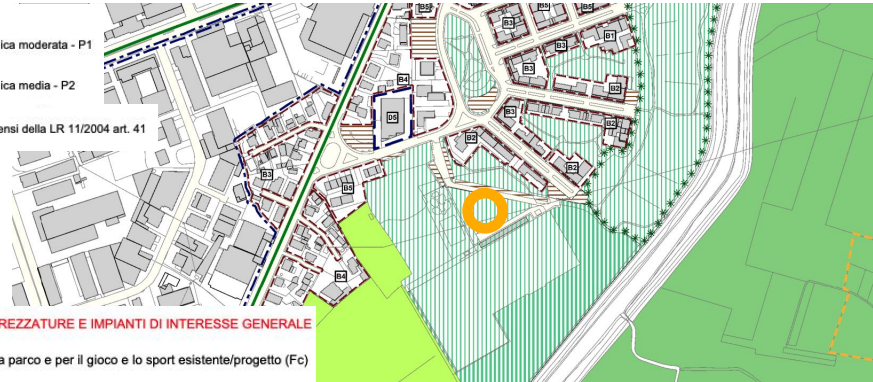 ica moderata - P1
ica media - P2
ensi della LR 11/2004 art. 41
REZZATURE E IMPIANTI DI INTERESSE GENERALE
a parco e per il gioco e lo sport esistente/progetto (Fc)
B5
B5
B5
B3
B3
B1
B4
B3
B2
D5
B3
B2
B2
B3
B5
B2
B4